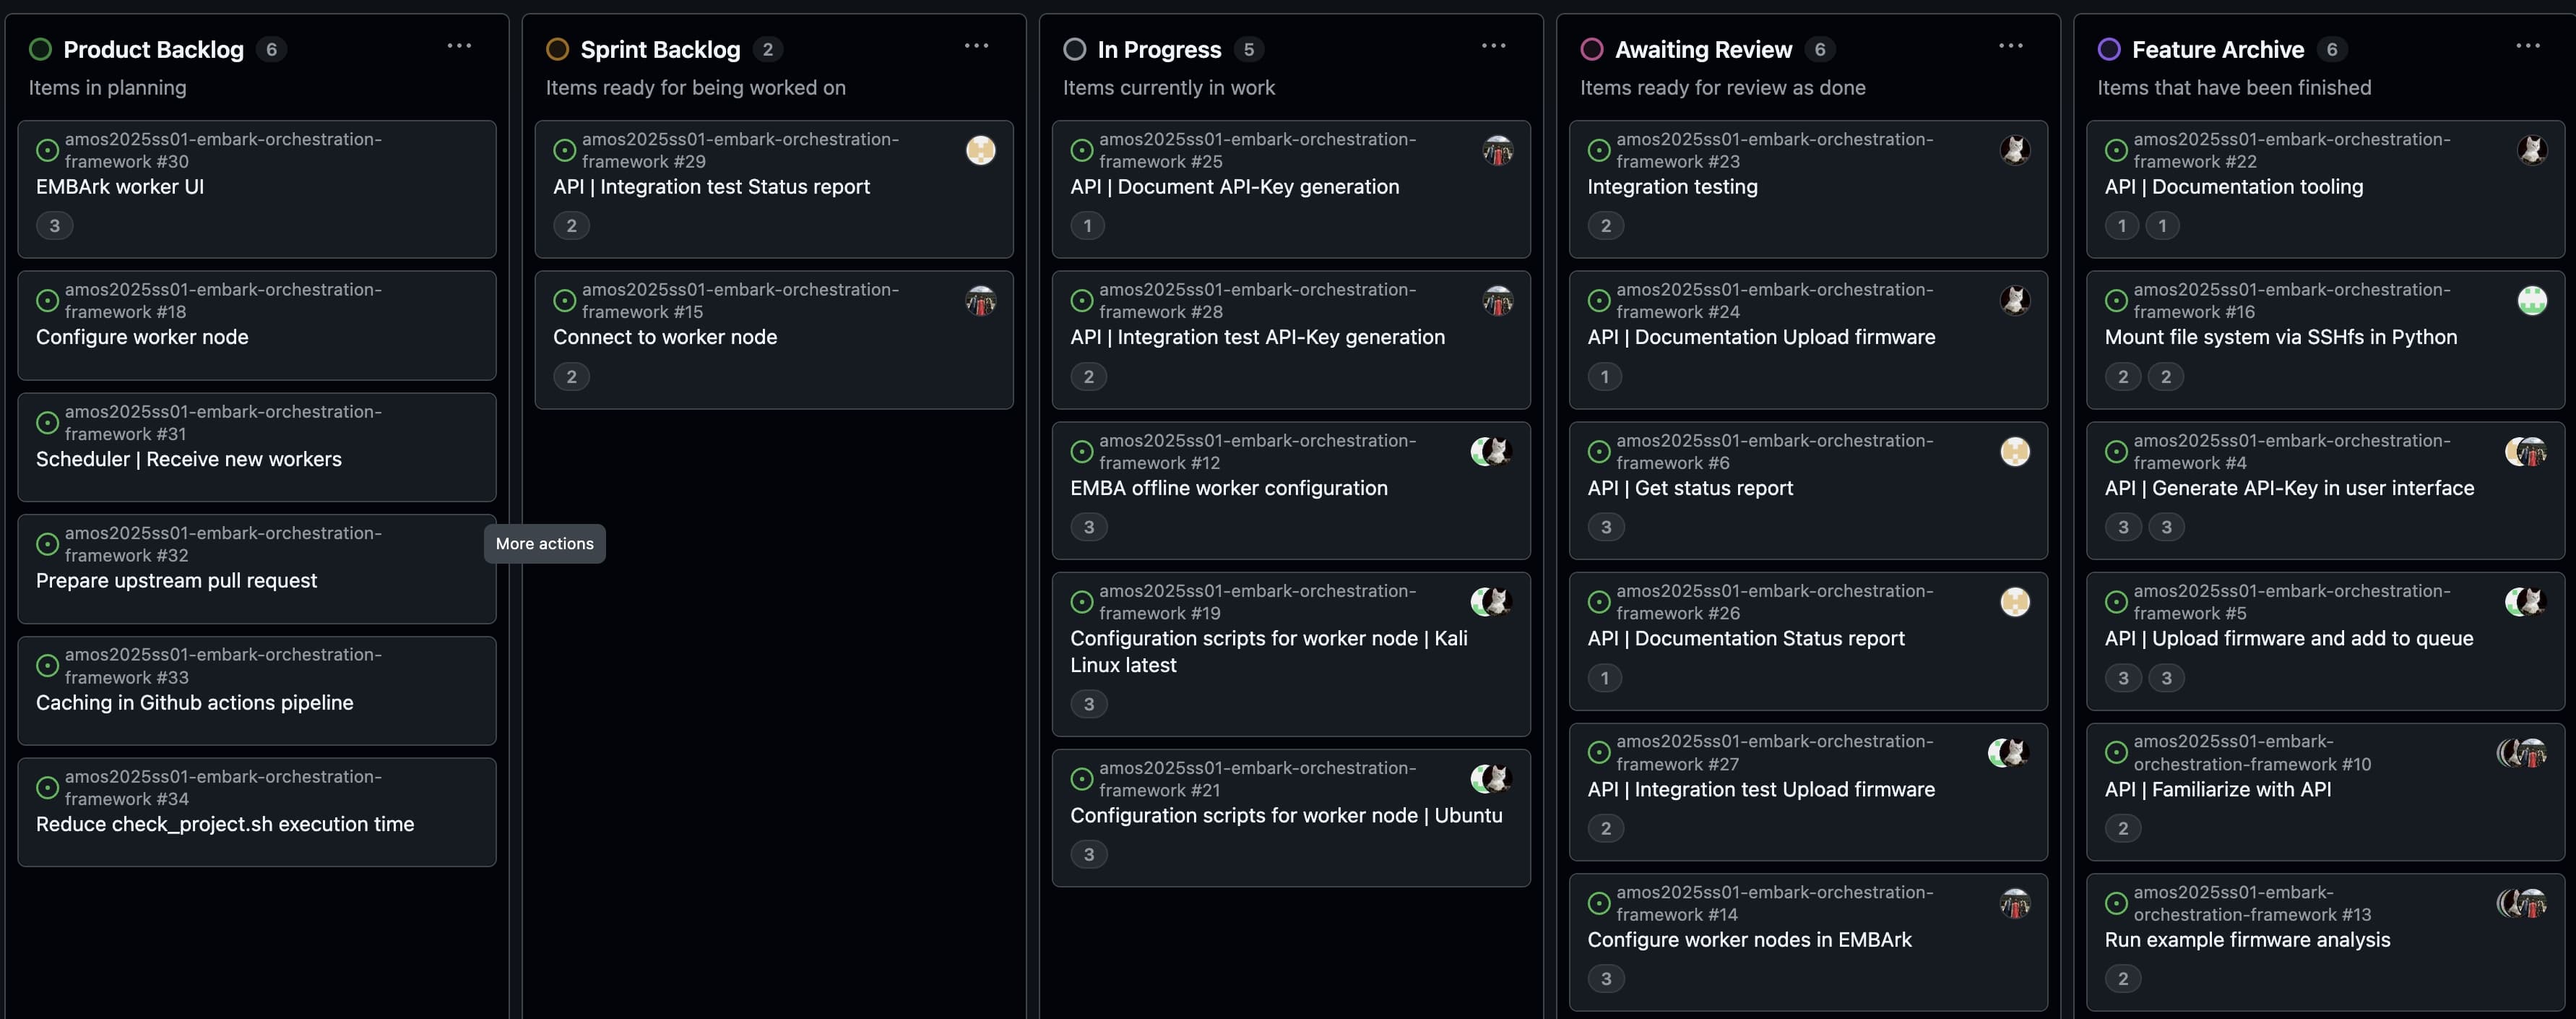 Product Backlog 6
Items in planning
amos2025ss01-embark-orchestration-
framework #30
EMBArk worker UI
3
amos2025ss01-embark-orchestration-
framework #18
Configure worker node
amos2025ss01-embark-orchestration-
framework #31
Scheduler | Receive new workers
amos2025ss01-embark-orchestration-
framework #32
Prepare upstream pull request
More actions
amos2025ss01-embark-orchestration-
framework #33
Caching in Github actions pipeline
amos2025ss01-embark-orchestration-
framework #34
Reduce check_project.sh execution time
Sprint Backlog 2
Items ready for being worked on
amos2025ss01-embark-orchestration-
framework #29
API | Integration test Status report
2
amos2025ss01-embark-orchestration-
framework #15
Connect to worker node
2
In Progress 5
Items currently in work
amos2025ss01-embark-orchestration-
framework #25
API | Document API-Key generation
1
amos2025ss01-embark-orchestration-
framework #28
API | Integration test API-Key generation
2
amos2025ss01-embark-orchestration-
framework #12
EMBA offline worker configuration
3
amos2025ss01-embark-orchestration-
framework #19
Configuration scripts for worker node | Kali
Linux latest
3
amos2025ss01-embark-orchestration-
framework #21
Configuration scripts for worker node | Ubuntu
3
Awaiting Review 6
Items ready for review as done
amos2025ss01-embark-orchestration-
framework #23
Integration testing
2
amos2025ss01-embark-orchestration-
framework #24
API | Documentation Upload firmware
1
amos2025ss01-embark-orchestration-
framework #6
API | Get status report
3
amos2025ss01-embark-orchestration-
framework #26
API | Documentation Status report
1
amos2025ss01-embark-orchestration-
framework #27
API | Integration test Upload firmware
2
amos2025ss01-embark-orchestration-
framework #14
Configure worker nodes in EMBArk
3
Feature Archive 6
Items that have been finished
amos2025ss01-embark-orchestration-
framework #22
API | Documentation tooling
1 1
amos2025ss01-embark-orchestration-
framework #16
Mount file system via SSHfs in Python
2 2
amos2025ss01-embark-orchestration-
framework #4
API | Generate API-Key in user interface
3 3
amos2025ss01-embark-orchestration-
framework #5
API | Upload firmware and add to queue
3 3
amos2025ss01-embark-
orchestration-framework #10
API | Familiarize with API
2
amos2025ss01-embark-
orchestration-framework #13
Run example firmware analysis
2